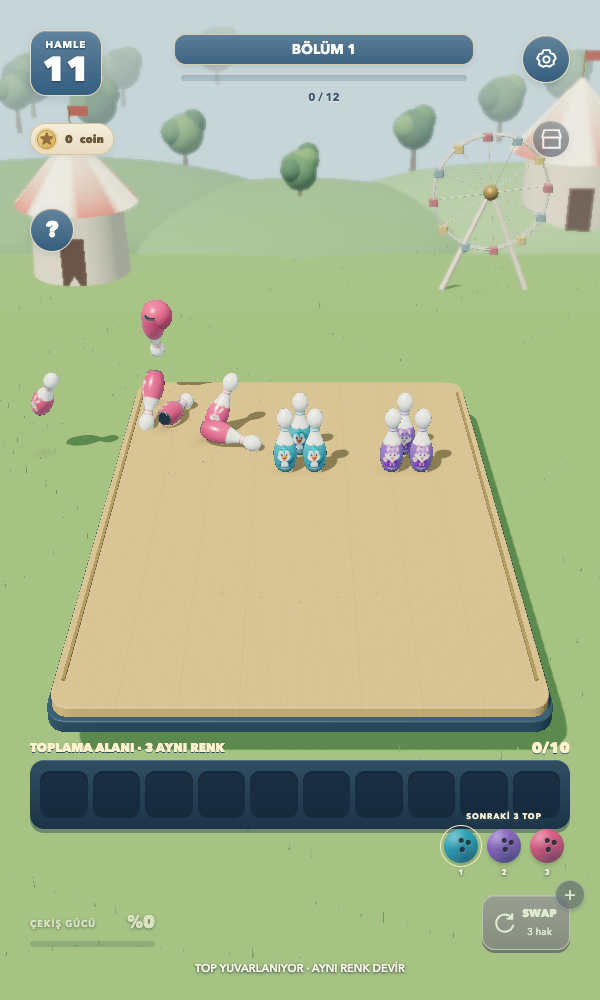 HAMLE
11
BÖLÜM 1
0 / 12
0 coin
?
TOPLAMA ALANI · 3 AYNI RENK
0/10
SONRAKİ 3 TOP
1
2
3
ÇEKİŞ GÜCÜ
%0
+
SWAP
3 hak
TOP YUVARLANIYOR · AYNI RENK DEVİR